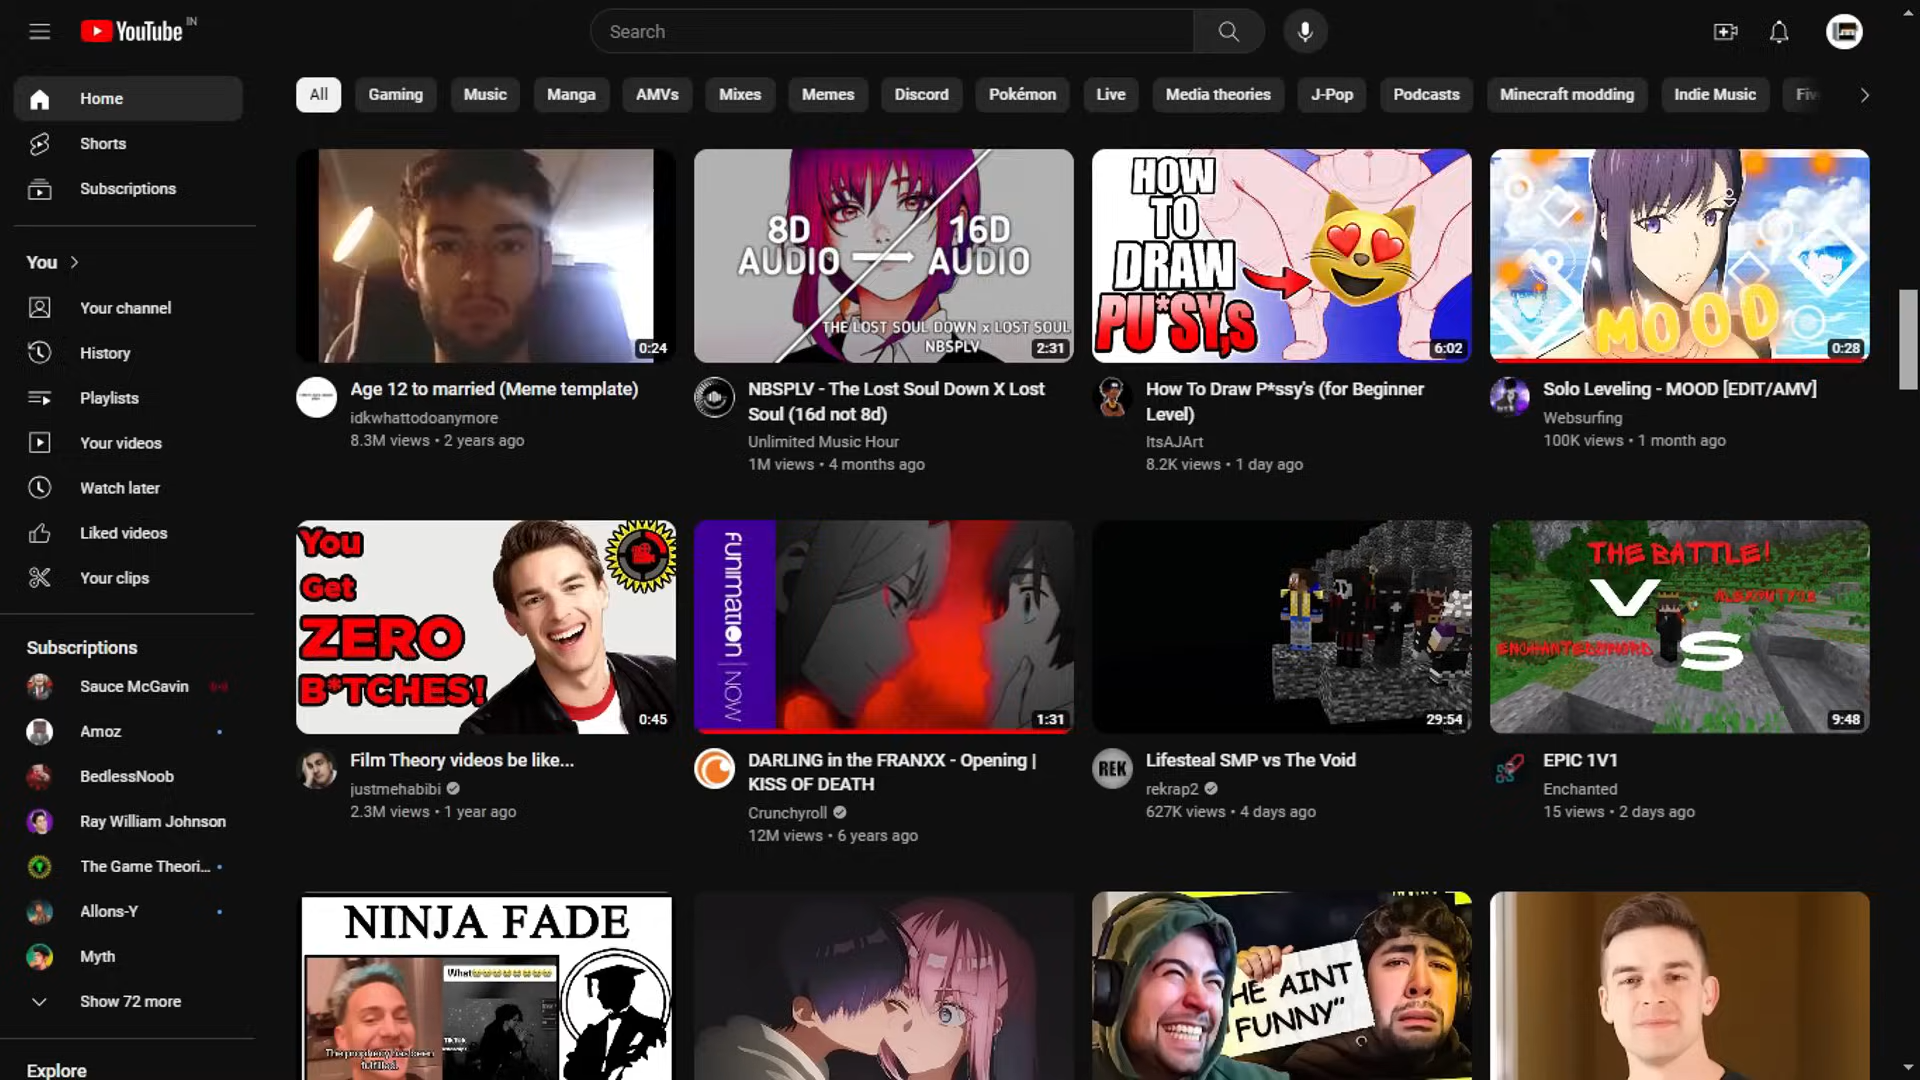 YouTube IN
Search
Home
Shorts
Subscriptions
You
Your channel
History
Playlists
Your videos
Watch later
Liked videos
Your clips
Subscriptions
Sauce McGavin
Amoz
BedlessNoob
Ray William Johnson
The Game Theori...
Allons-Y
Myth
Show 72 more
Explore
All
Gaming
Music
Manga
AMVs
Mixes
Memes
Discord
Pokémon
Live
Media theories
J-Pop
Podcasts
Minecraft modding
Indie Music
Fiv
0:24
Age 12 to married (Meme template)
idkwhattodoanymore
8.3M views • 2 years ago
8D
AUDIO
16D
AUDIO
THE LOST SOUL DOWN x LOST SOUL
NBSPLV
2:31
NBSPLV - The Lost Soul Down X Lost
Soul (16d not 8d)
Unlimited Music Hour
1M views • 4 months ago
HOW
TO
DRAW
PU*SY,s
6:02
How To Draw P*ssy's (for Beginner
Level)
ItsAJArt
8.2K views • 1 day ago
MOOD
0:28
Solo Leveling - MOOD [EDIT/AMV]
Websurfing
100K views • 1 month ago
You
Get
ZERO
B*TCHES!
0:45
Film Theory videos be like...
justmehabibi
2.3M views • 1 year ago
FUNIMATION | NOW
1:31
DARLING in the FRANXX - Opening |
KISS OF DEATH
Crunchyroll
12M views • 6 years ago
29:54
REK
Lifesteal SMP vs The Void
rekrap2
627K views • 4 days ago
THE BATTLE!
V
S
ENCHANTEDSWORD
9:48
EPIC 1V1
Enchanted
15 views • 2 days ago
NINJA FADE
What
TikTok
The prophecy has been
fulfilled.
HE AINT
FUNNY"